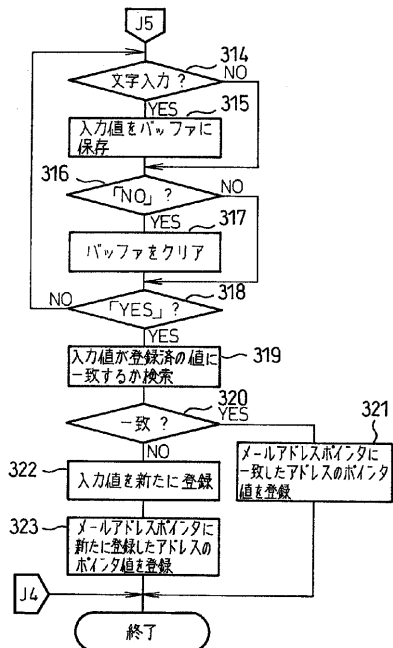 J5
314
文字入力?
NO
YES
315
入力値をバッファに
保存
316
「NO」?
NO
YES
317
バッファをクリア
318
NO
「YES」?
YES
入力値が登録済の値に
一致するか検索
319
320
一致?
YES
321
NO
メールアドレスポインタに
一致したアドレスのポインタ
値を登録
322
入力値を新たに登録
323
メールアドレスポインタに
新たに登録したアドレスの
ポインタ値を登録
J4
終了